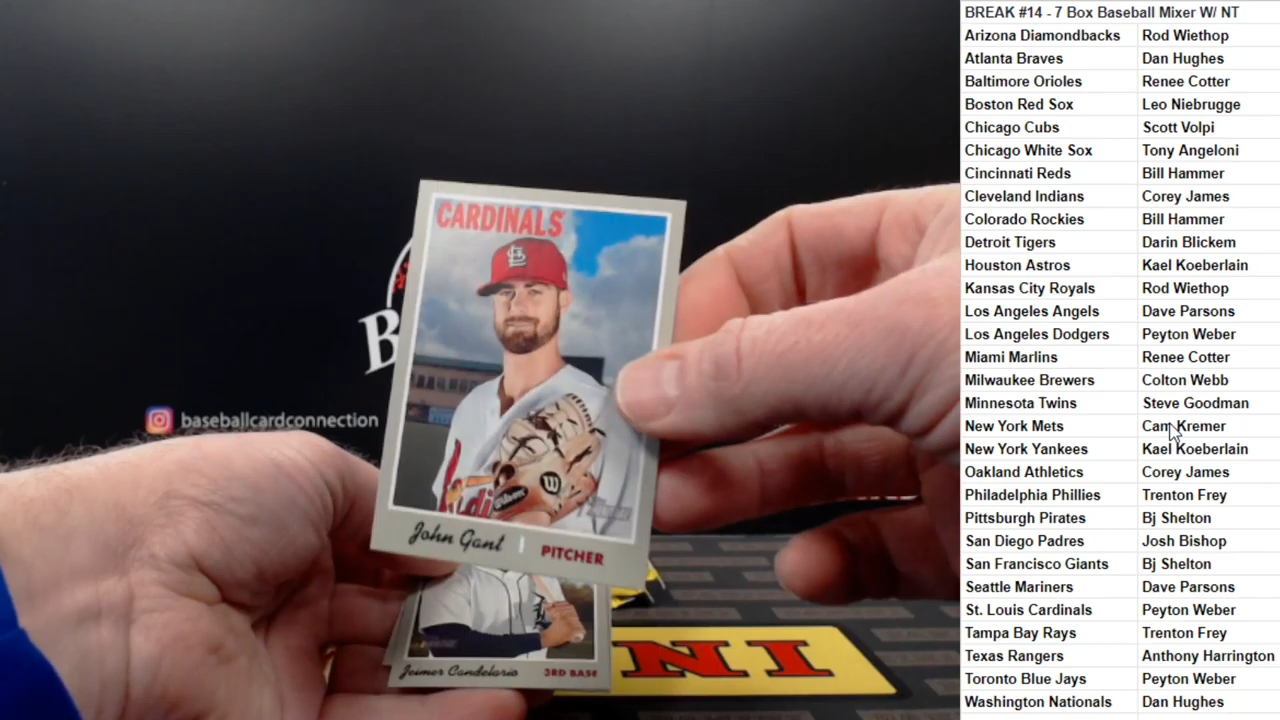 BREAK #14 - 7 Box Baseball Mixer W/ NT
Arizona Diamondbacks Rod Wiethop
Atlanta Braves Dan Hughes
Baltimore Orioles Renee Cotter
Boston Red Sox Leo Niebrugge
Chicago Cubs Scott Volpi
Chicago White Sox Tony Angeloni
Cincinnati Reds Bill Hammer
Cleveland Indians Corey James
Colorado Rockies Bill Hammer
Detroit Tigers Darin Blickem
Houston Astros Kael Koeberlain
Kansas City Royals Rod Wiethop
Los Angeles Angels Dave Parsons
Los Angeles Dodgers Peyton Weber
Miami Marlins Renee Cotter
Milwaukee Brewers Colton Webb
Minnesota Twins Steve Goodman
New York Mets Cam Kremer
New York Yankees Kael Koeberlain
Oakland Athletics Corey James
Philadelphia Phillies Trenton Frey
Pittsburgh Pirates Bj Shelton
San Diego Padres Josh Bishop
San Francisco Giants Bj Shelton
Seattle Mariners Dave Parsons
St. Louis Cardinals Peyton Weber
Tampa Bay Rays Trenton Frey
Texas Rangers Anthony Harrington
Toronto Blue Jays Peyton Weber
Washington Nationals Dan Hughes
CARDINALS
B
baseballcardconnection
Wilson W
John Gant PITCHER
Jeimer Candelario 3RD BASE
NI